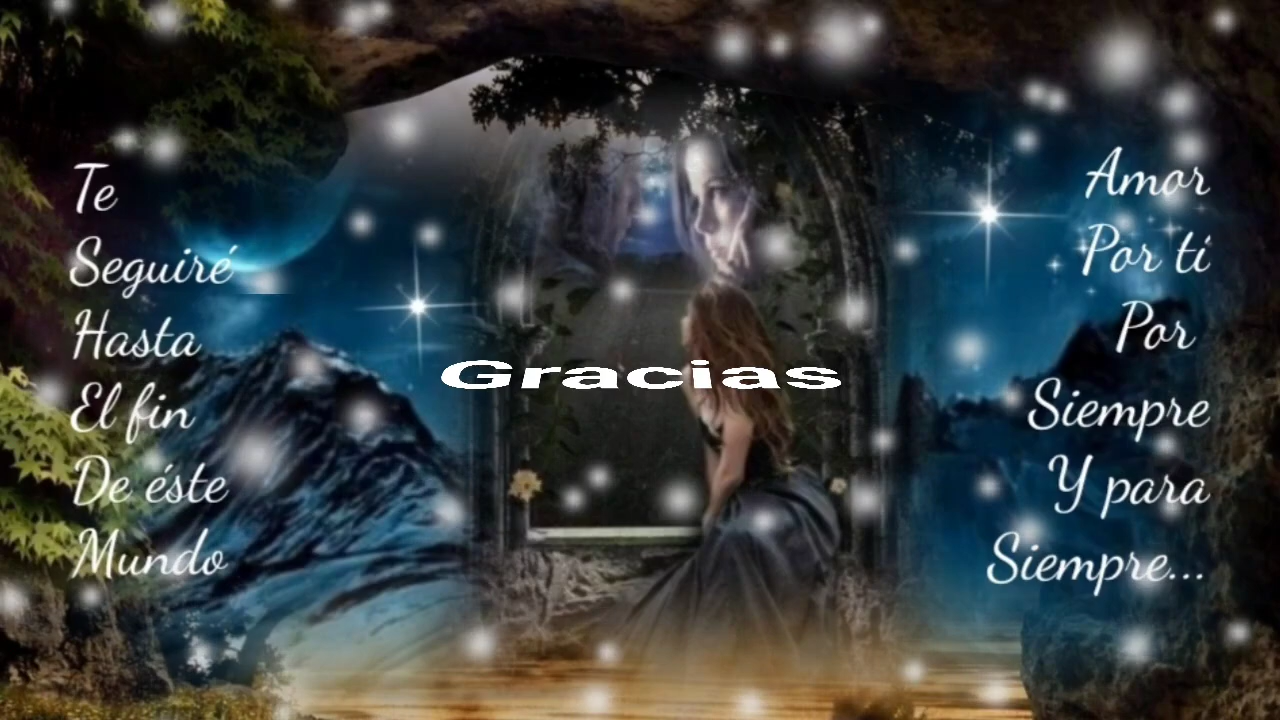 Te
Seguiré
Hasta
El fin
De éste
Mundo
Gracias
Amor
Por ti
Por
Siempre
Y para
Siempre...